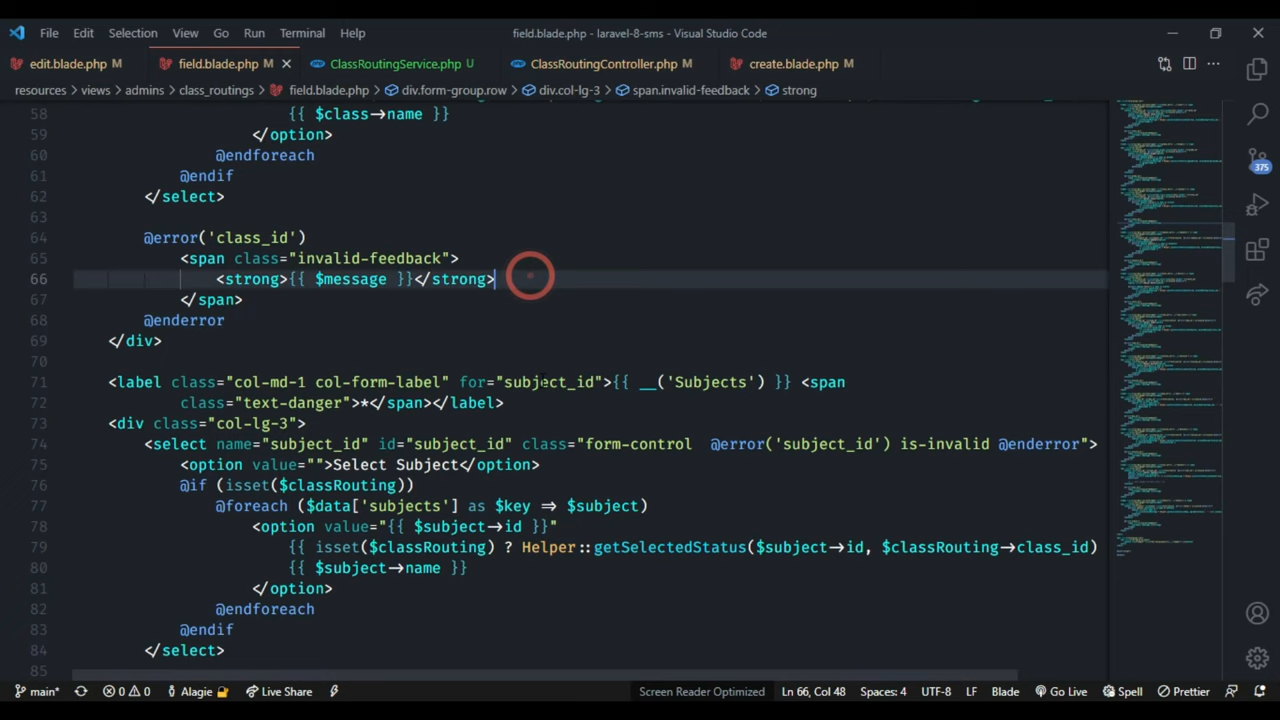 File Edit Selection View Go Run Terminal Help field.blade.php - laravel-8-sms - Visual Studio Code
edit.blade.php M field.blade.php M ClassRoutingService.php U ClassRoutingController.php M create.blade.php M
resources > views > admins > class_routings > field.blade.php > div.form-group.row > div.col-lg-3 > span.invalid-feedback > strong
58 {{ $class->name }}
59 </option>
60 @endforeach
61 @endif
62 </select>
63
64 @error('class_id')
65 <span class="invalid-feedback">
66 <strong>{{ $message }}</strong>
67 </span>
68 @enderror
69 </div>
70
71 <label class="col-md-1 col-form-label" for="subject_id">{{ __('Subjects') }} <span
72 class="text-danger">*</span></label>
73 <div class="col-lg-3">
74 <select name="subject_id" id="subject_id" class="form-control @error('subject_id') is-invalid @enderror">
75 <option value="">Select Subject</option>
76 @if (isset($classRouting))
77 @foreach ($data['subjects'] as $key => $subject)
78 <option value="{{ $subject->id }}"
79 {{ isset($classRouting) ? Helper::getSelectedStatus($subject->id, $classRouting->class_id)
80 {{ $subject->name }}
81 </option>
82 @endforeach
83 @endif
84 </select>
85
375
main* 0 0 Alagie Live Share Screen Reader Optimized Ln 66, Col 48 Spaces: 4 UTF-8 LF Blade Go Live Spell Prettier